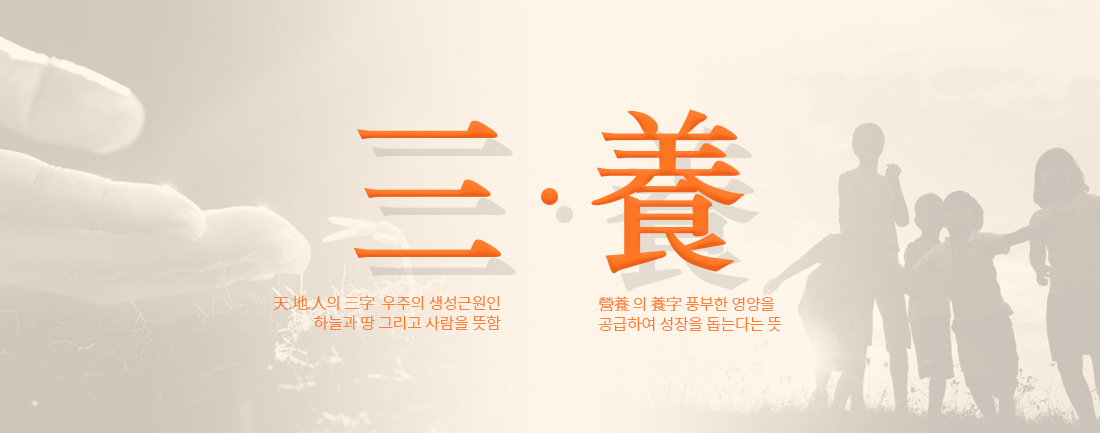 三·養
天.地.人의 三字 우주의 생성근원인
하늘과 땅 그리고 사람을 뜻함
營養 의 養字 풍부한 영양을
공급하여 성장을 돕는다는 뜻